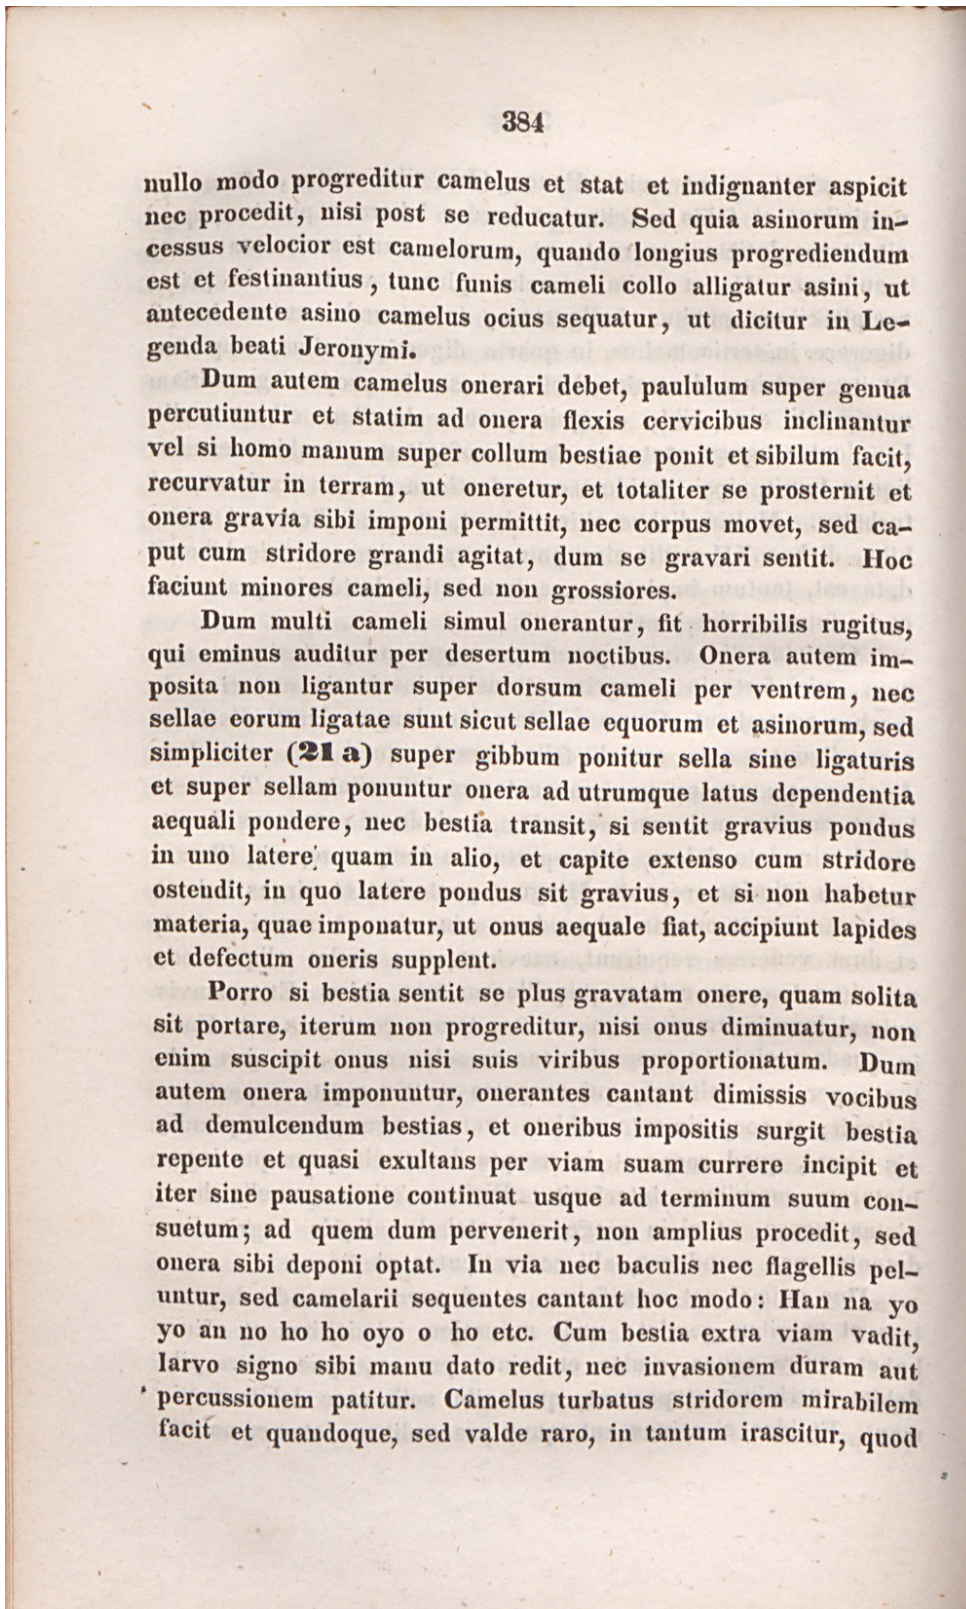 384
nullo modo progreditur camelus et stat et indignanter aspicit
nec procedit, nisi post se reducatur. Sed quia asinorum in-
cessus velocior est camelorum, quando longius progrediendum
est et festinantius, tunc funis cameli collo alligatur asini, ut
antecedente asino camelus ocius sequatur, ut dicitur in Le-
genda beati Jeronymi.
Dum autem camelus onerari debet, paululum super genua
percutiuntur et statim ad onera flexis cervicibus inclinantur
vel si homo manum super collum bestiae ponit et sibilum facit,
recurvatur in terram, ut oneretur, et totaliter se prosternit et
onera gravia sibi imponi permittit, nec corpus movet, sed ca-
put cum stridore grandi agitat, dum se gravari sentit. Hoc
faciunt minores cameli, sed non grossiores.
Dum multi cameli simul onerantur, fit horribilis rugitus,
qui eminus auditur per desertum noctibus. Onera autem im-
posita non ligantur super dorsum cameli per ventrem, nec
sellae eorum ligatae sunt sicut sellae equorum et asinorum, sed
simpliciter (21 a) super gibbum ponitur sella sine ligaturis
et super sellam ponuntur onera ad utrumque latus dependentia
aequali pondere, nec bestia transit, si sentit gravius pondus
in uno latere quam in alio, et capite extenso cum stridore
ostendit, in quo latere pondus sit gravius, et si non habetur
materia, quae imponatur, ut onus aequale fiat, accipiunt lapides
et defectum oneris supplent.
Porro si bestia sentit se plus gravatam onere, quam solita
sit portare, iterum non progreditur, nisi onus diminuatur, non
enim suscipit onus nisi suis viribus proportionatum. Dum
autem onera imponuntur, onerantes cantant dimissis vocibus
ad demulcendum bestias, et oneribus impositis surgit bestia
repente et quasi exultans per viam suam currere incipit et
iter sine pausatione continuat usque ad terminum suum con-
suetum; ad quem dum pervenerit, non amplius procedit, sed
onera sibi deponi optat. In via nec baculis nec flagellis pel-
untur, sed camelarii sequentes cantant hoc modo: Han na yo
yo an no ho ho oyo o ho etc. Cum bestia extra viam vadit,
larvo signo sibi manu dato redit, nec invasionem duram aut
percussionem patitur. Camelus turbatus stridorem mirabilem
facit et quandoque, sed valde raro, in tantum irascitur, quod